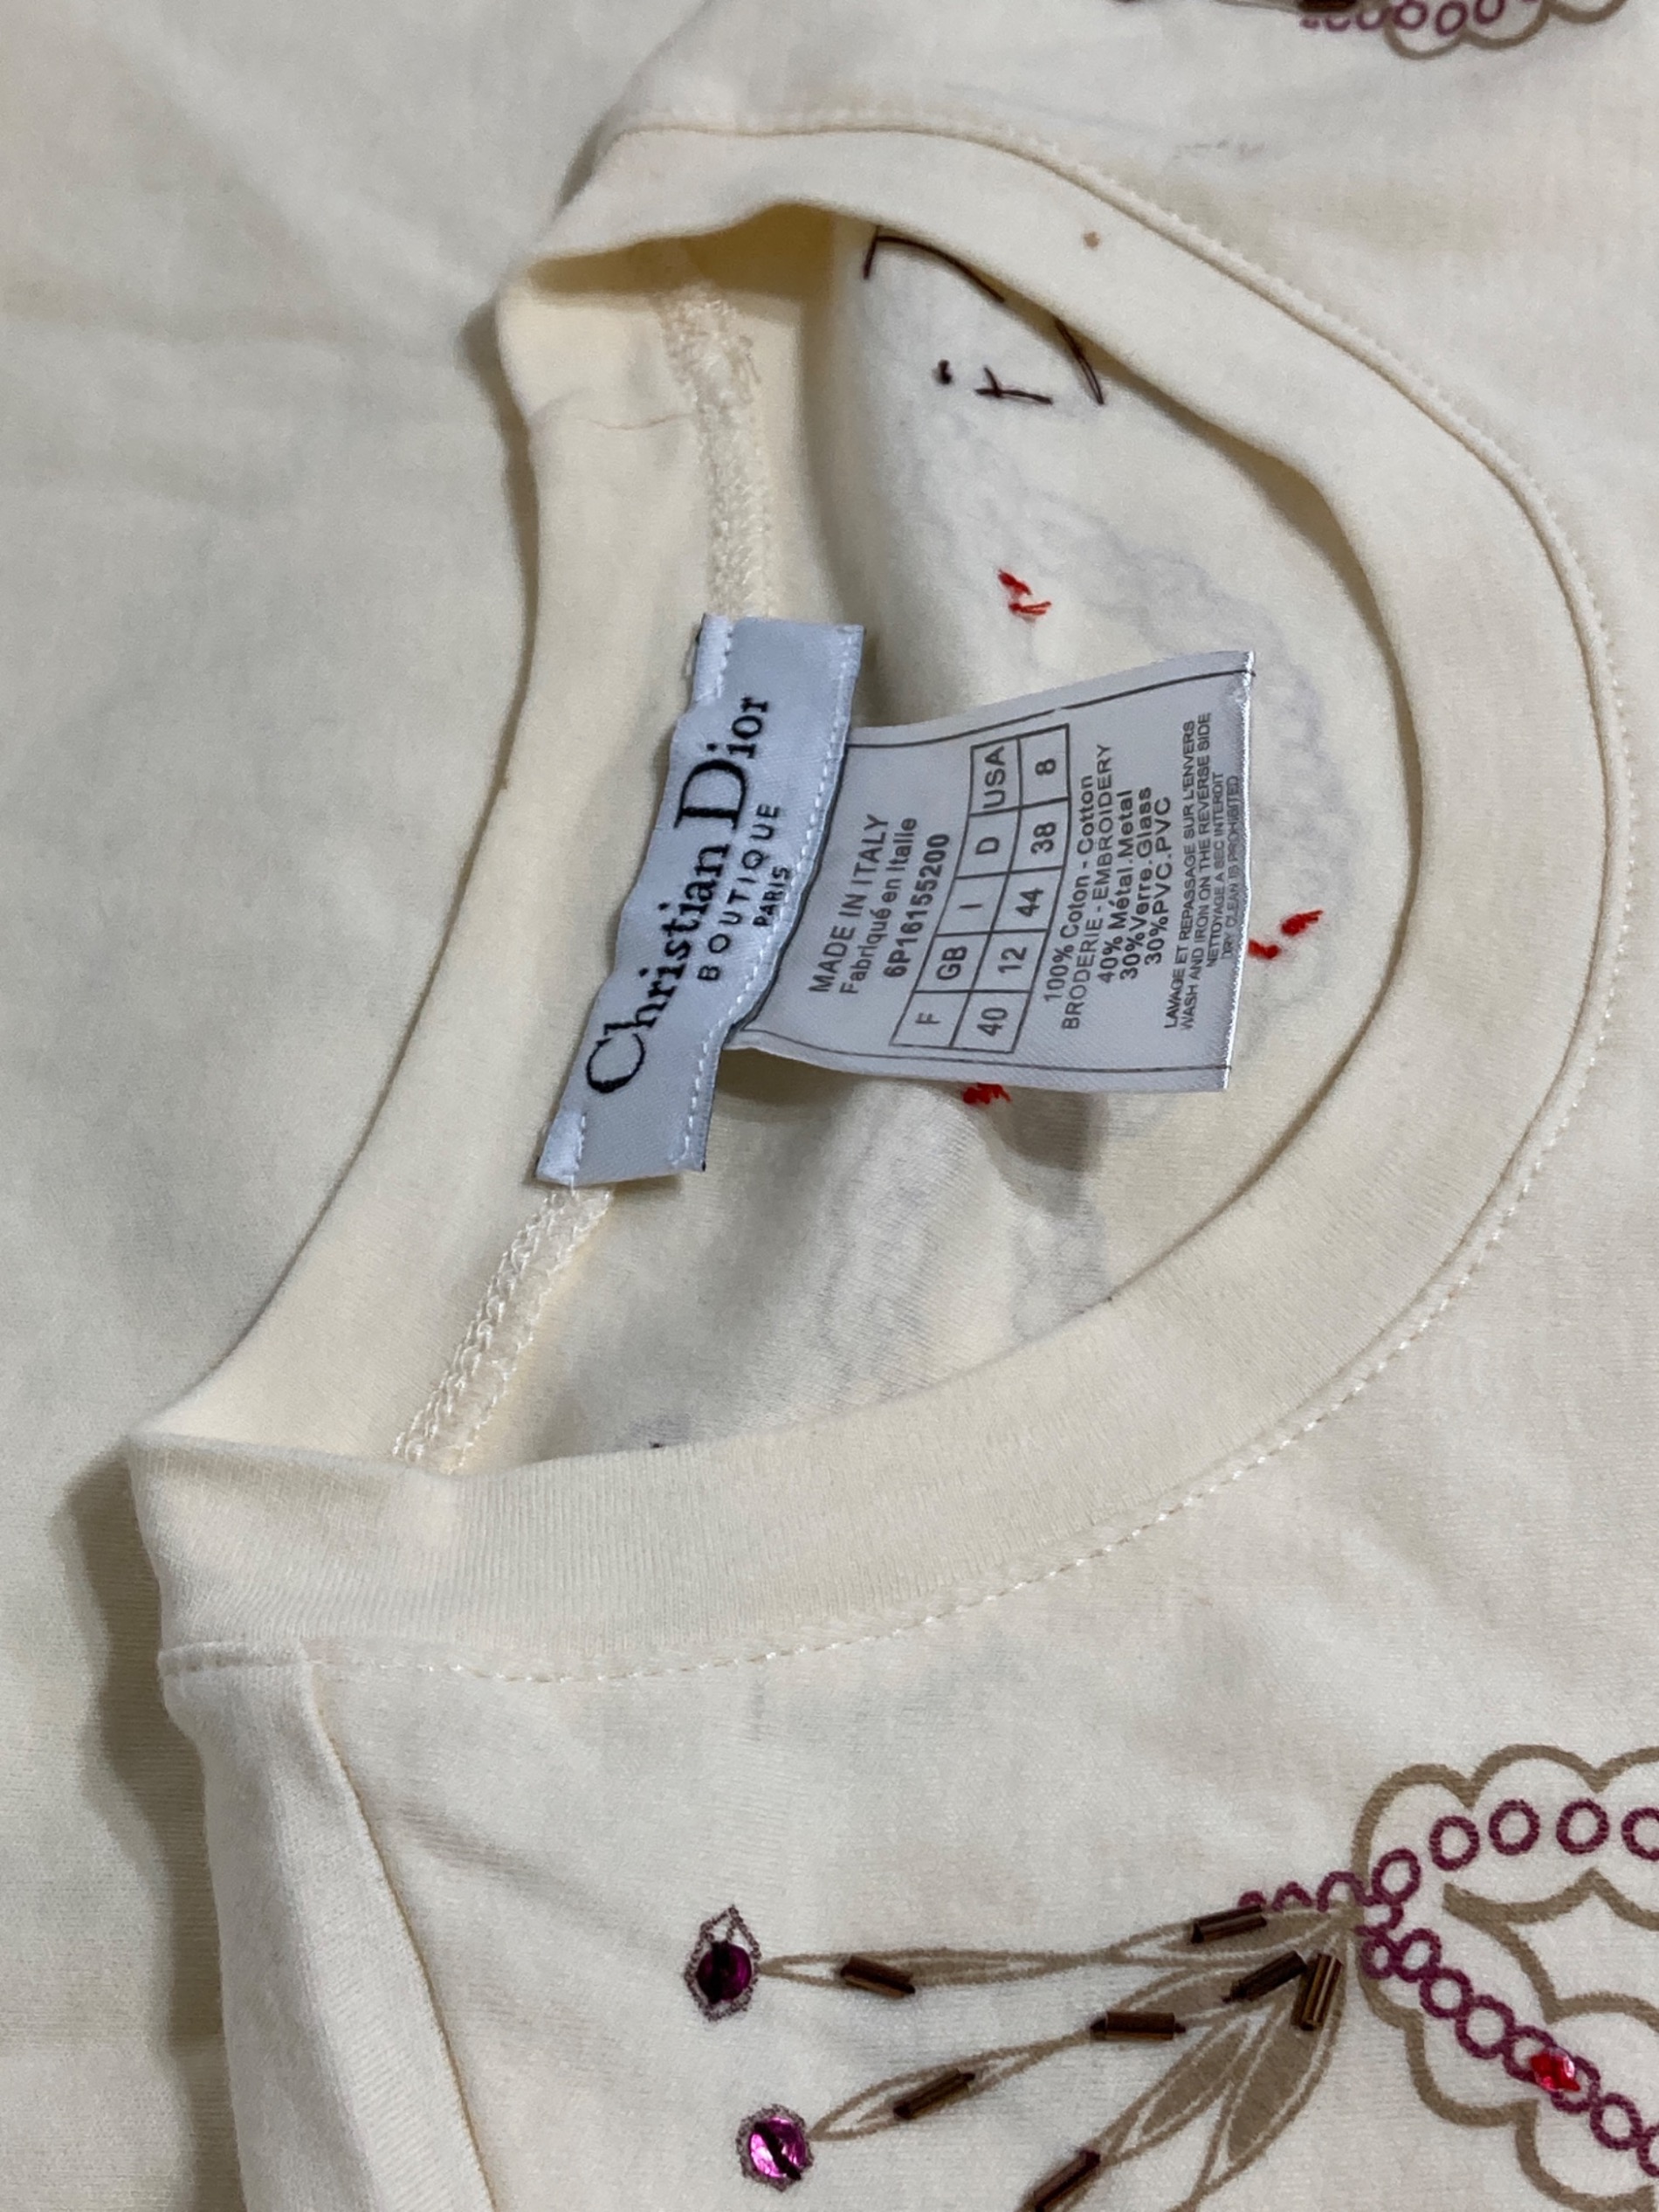 Christian Dior
BOUTIQUE
PARIS
MADE IN ITALY
Fabriqué en Italie
6P16155200
F GB I D USA
40 12 44 38 8
100% Coton - Cotton
BRODERIE - EMBROIDERY
40% Métal.Metal
30%Verre.Glass
30%PVC.PVC
LAVAGE ET REPASSAGE SUR L'ENVERS
WASH AND IRON ON THE REVERSE SIDE
NETTOYAGE A SEC INTERDIT
DRY CLEAN IS PROHIBITED